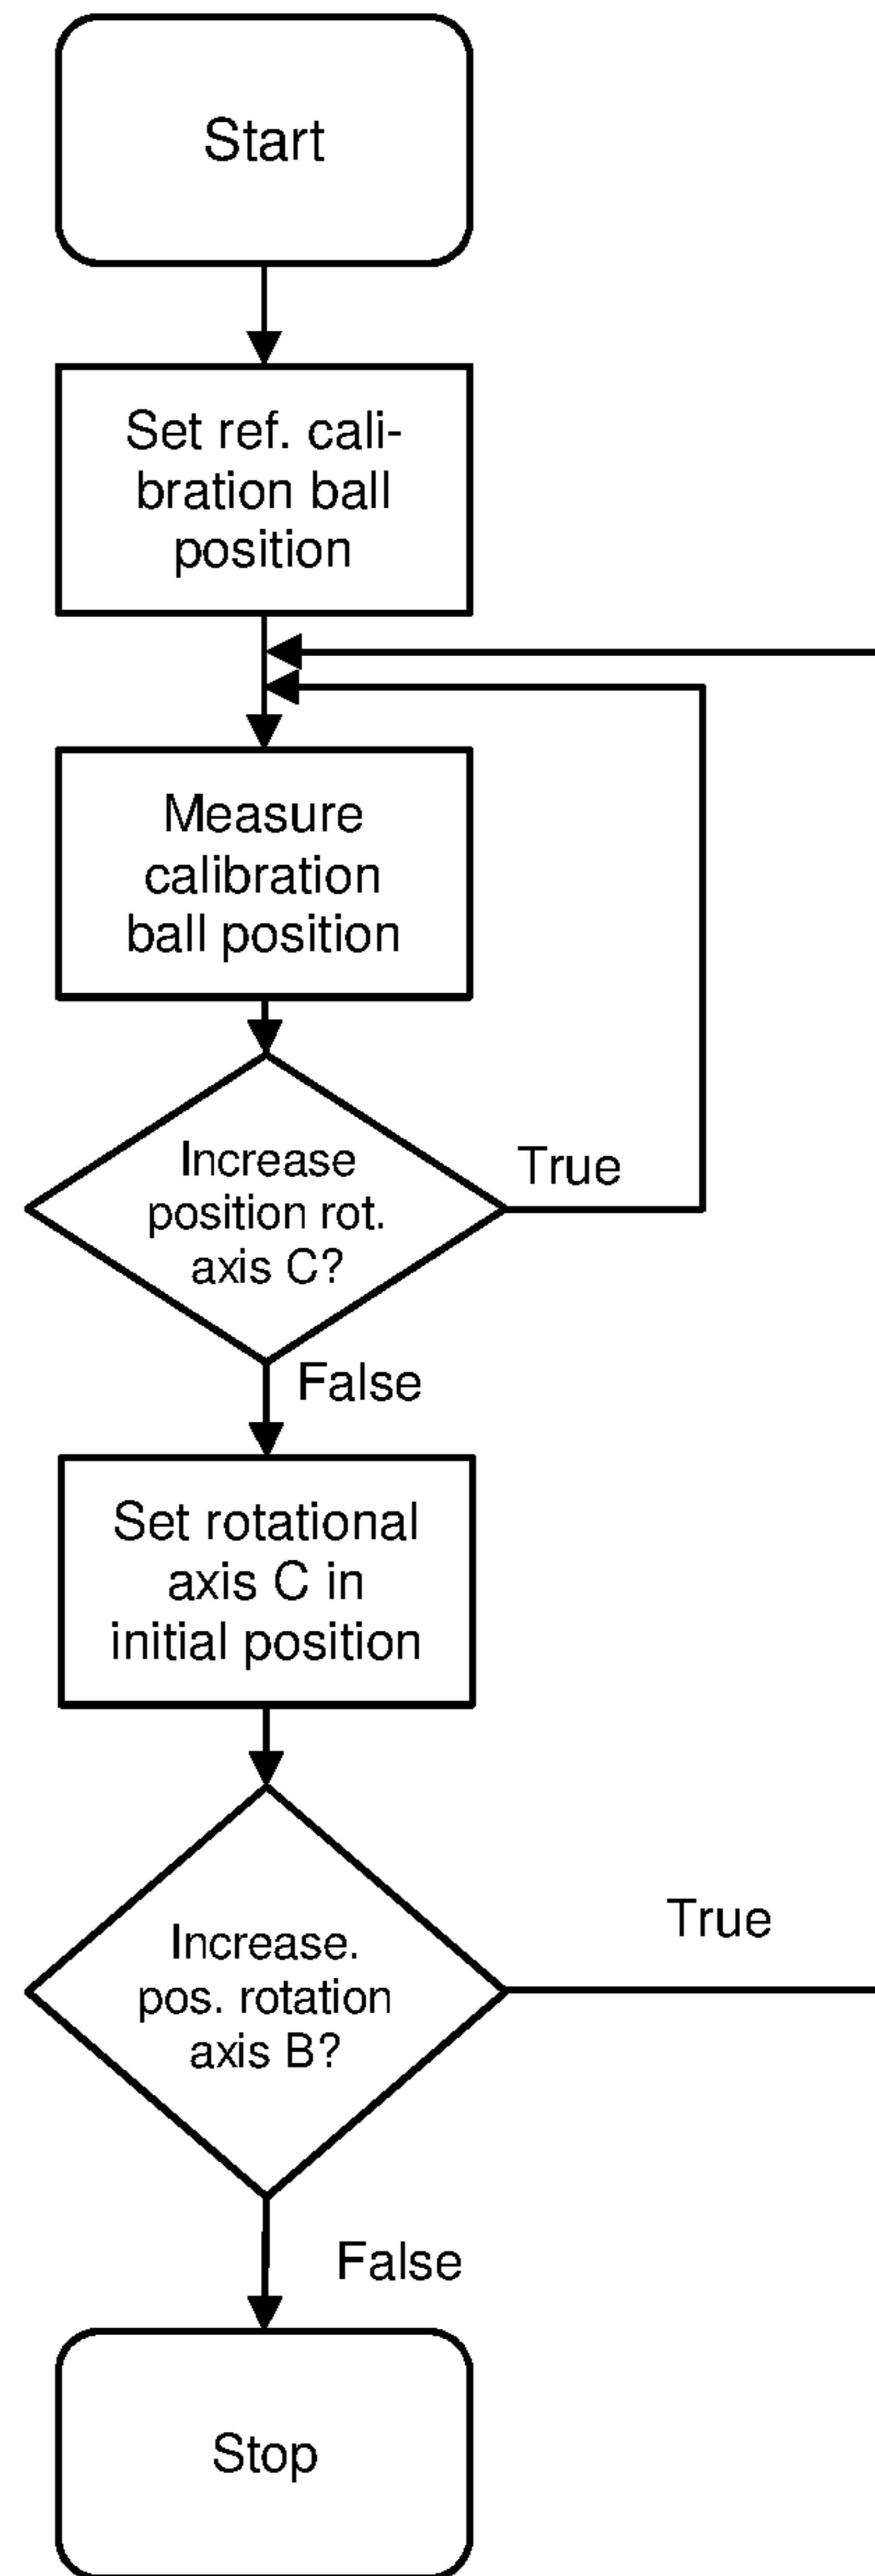 Start
Set ref. cali-
bration ball
position
Measure
calibration
ball position
Increase
position rot.
axis C?
True
False
Set rotational
axis C in
initial position
Increase.
pos. rotation
axis B?
True
False
Stop